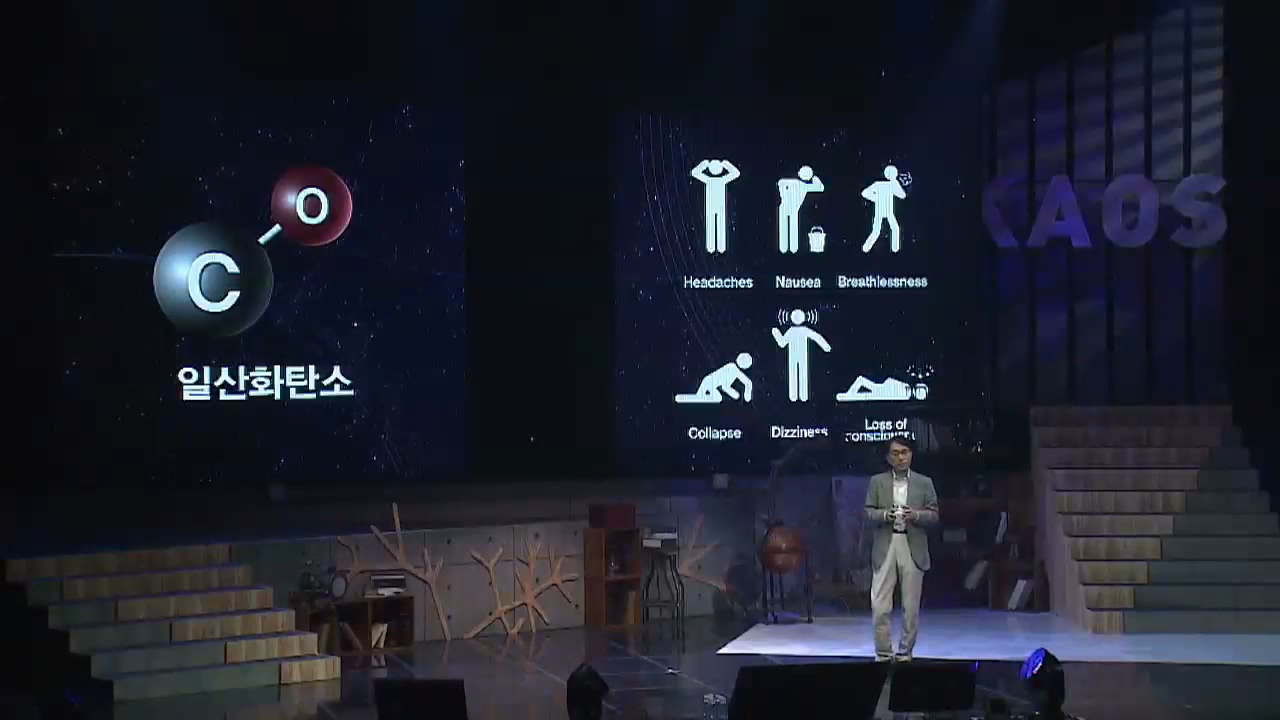 O
C
일산화탄소
Headaches Nausea Breathlessness
Collapse Dizziness Loss of
KAOS